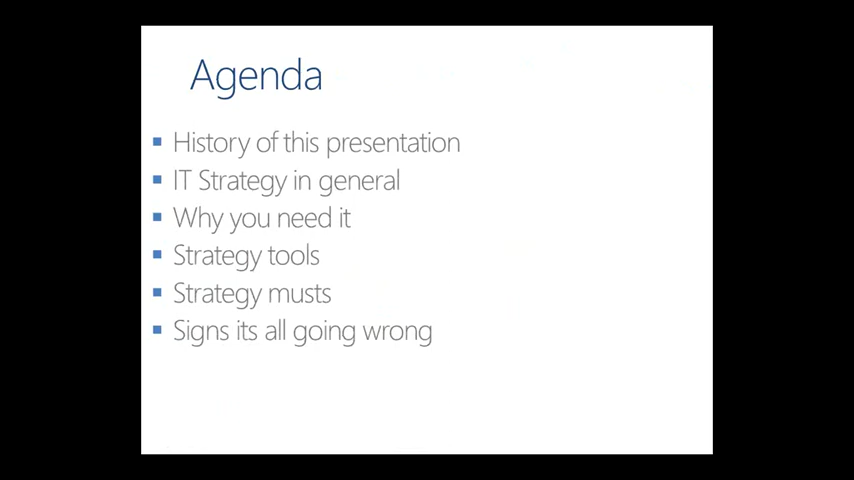 Agenda
History of this presentation
IT Strategy in general
Why you need it
Strategy tools
Strategy musts
Signs its all going wrong